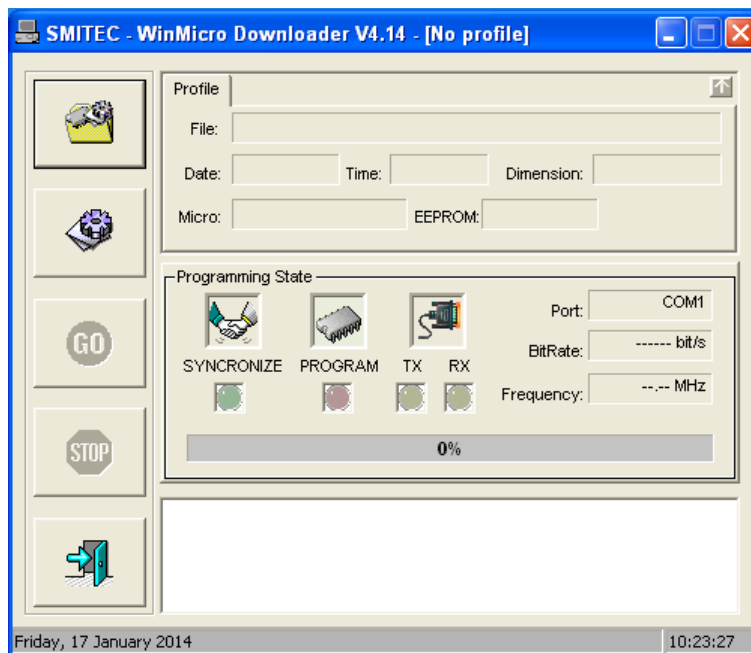 SMITEC - WinMicro Downloader V4.14 - [No profile]
Profile
File:
Date: Time: Dimension:
Micro: EEPROM:
GO
STOP
Programming State
Port: COM1
SYNCRONIZE PROGRAM TX RX
BitRate: ------ bit/s
Frequency: --.-- MHz
0%
Friday, 17 January 2014 10:23:27